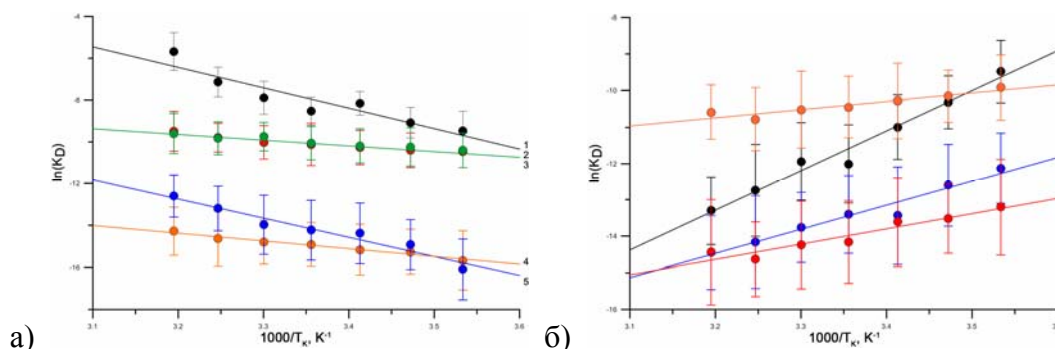 -4
-8
-12
-16
ln(K_D)
1
2
3
4
5
3.1 3.2 3.3 3.4 3.5 3.6
1000/T_K, K⁻¹
а)
-8
-10
-12
-14
-16
ln(K_D)
3.1 3.2 3.3 3.4 3.5
1000/T_K, K⁻¹
б)